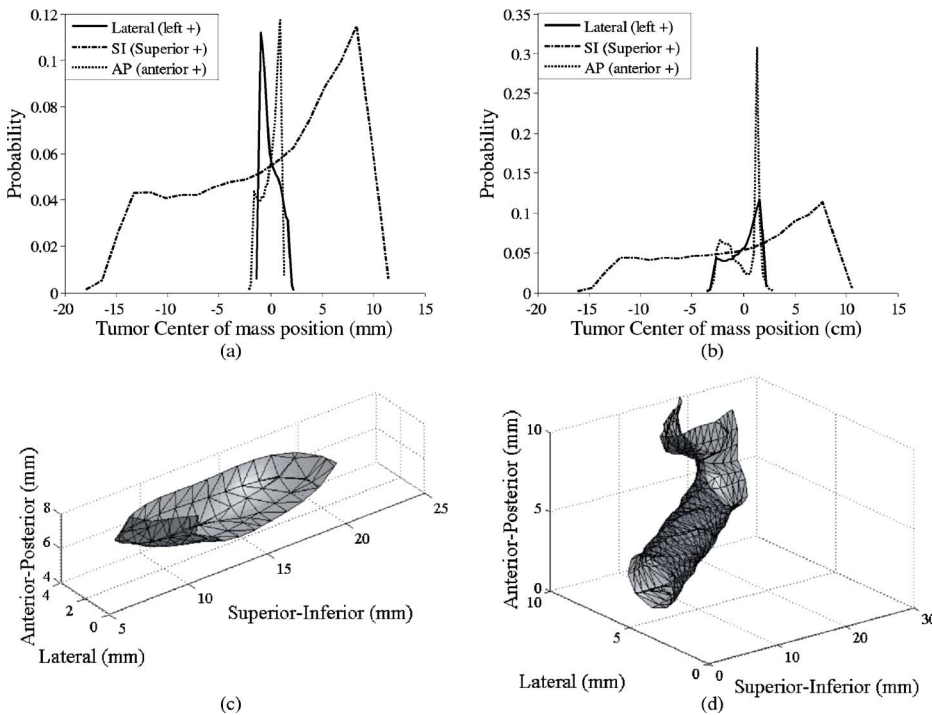 (a)
0.12
0.1
0.08
0.06
0.04
0.02
0
Probability
Lateral (left +)
SI (Superior +)
AP (anterior +)
-20 -15 -10 -5 0 5 10 15
Tumor Center of mass position (mm)
(a)
(b)
0.35
0.3
0.25
0.2
0.15
0.1
0.05
0
Probability
Lateral (left +)
SI (Superior +)
AP (anterior +)
-20 -15 -10 -5 0 5 10 15
Tumor Center of mass position (cm)
(b)
Anterior-Posterior (mm)
8
6
4
4
2
0
Lateral (mm)
5
10
15
20
25
Superior-Inferior (mm)
(c)
Anterior-Posterior (mm)
10
5
0
10
5
0
Lateral (mm)
0
10
20
30
Superior-Inferior (mm)
(d)